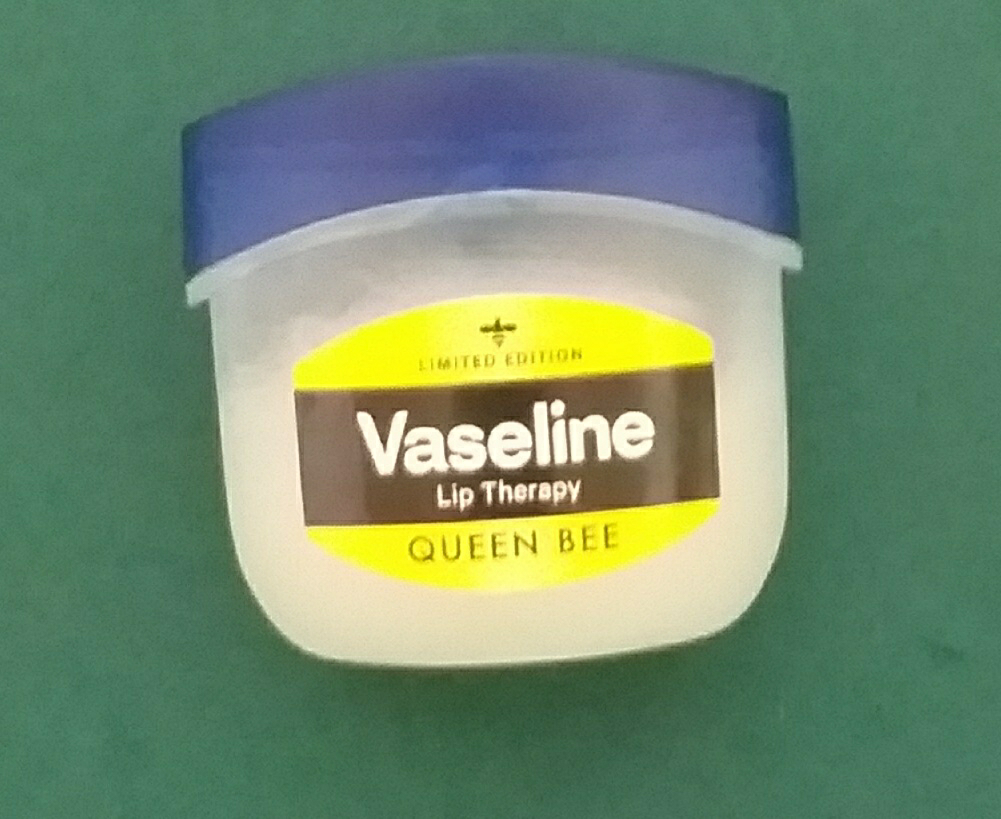 LIMITED EDITION
Vaseline
Lip Therapy
QUEEN BEE